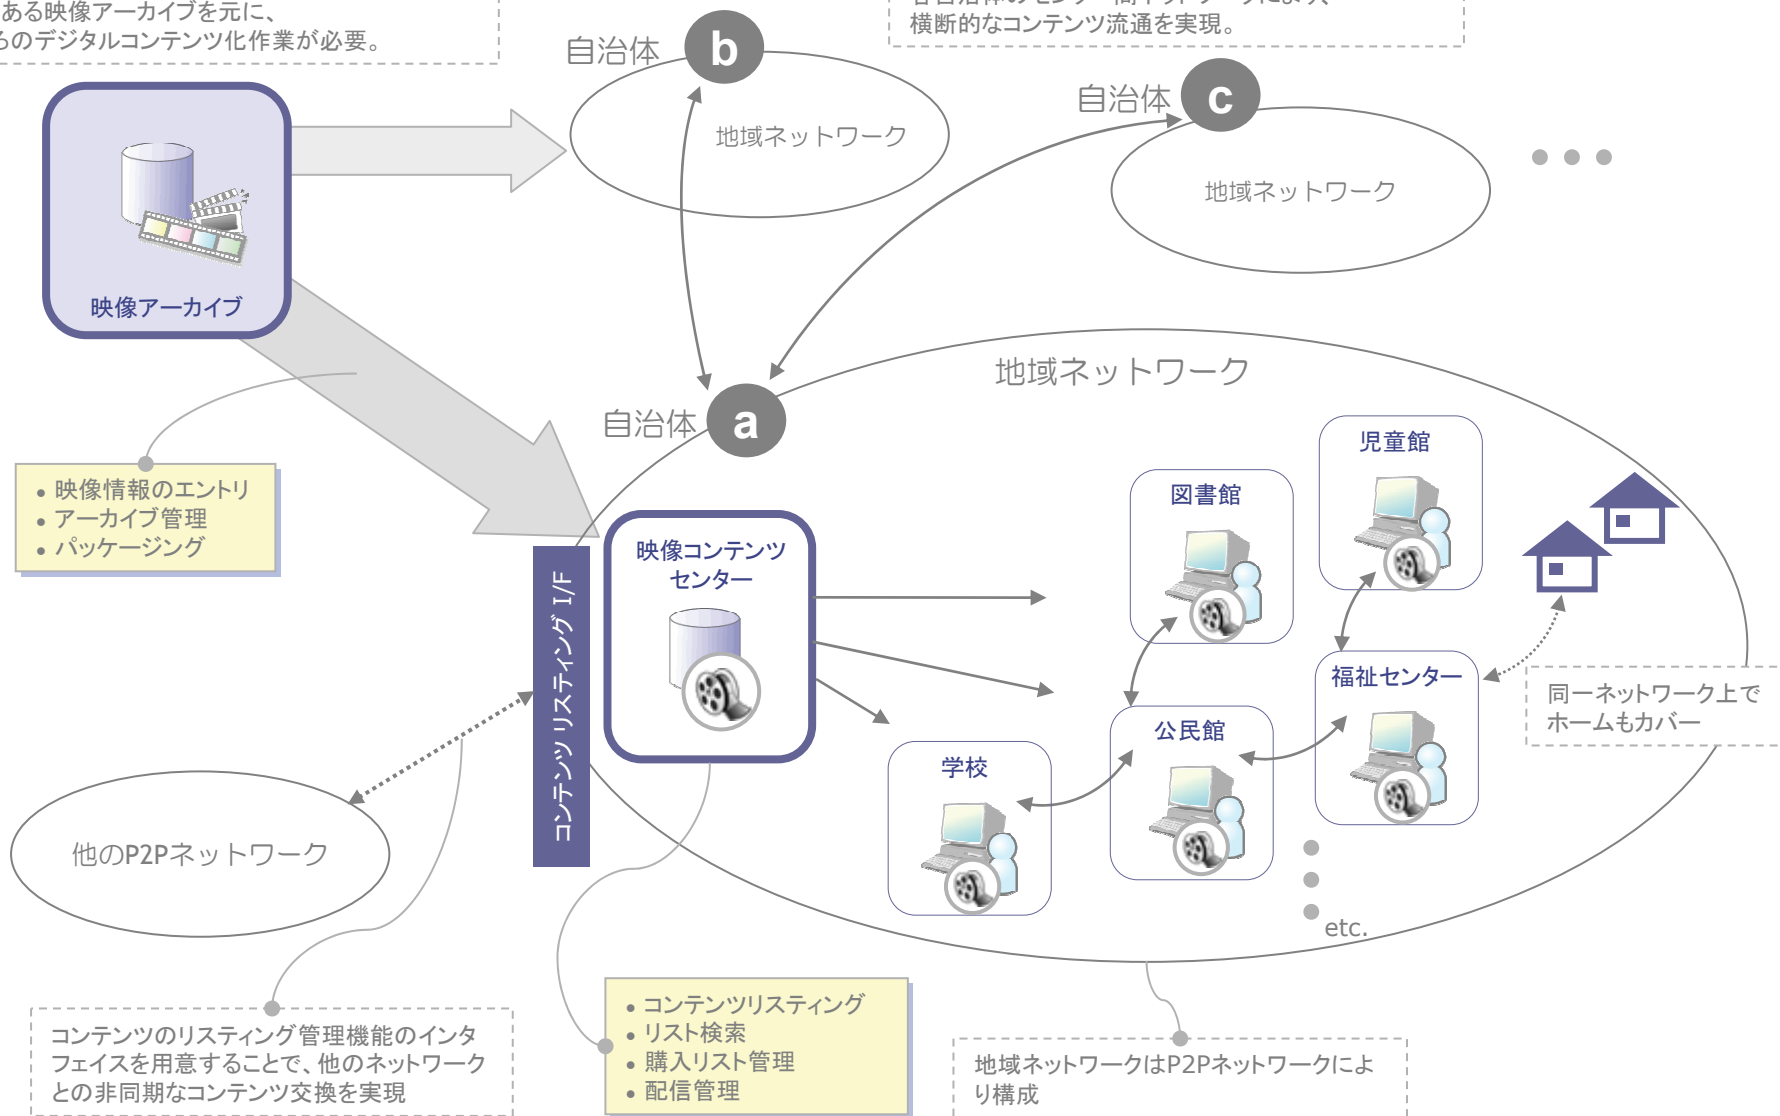 ある映像アーカイブを元に、
のデジタルコンテンツ化作業が必要。
横断的なコンテンツ流通を実現。
自治体
b
地域ネットワーク
自治体
c
地域ネットワーク
映像アーカイブ
自治体
a
地域ネットワーク
• 映像情報のエントリ
• アーカイブ管理
• パッケージング
コンテンツ リスティング I/F
映像コンテンツ
センター
図書館
児童館
福祉センター
公民館
学校
etc.
同一ネットワーク上で
ホームもカバー
他のP2Pネットワーク
コンテンツのリスティング管理機能のインタ
フェイスを用意することで、他のネットワーク
との非同期なコンテンツ交換を実現
• コンテンツリスティング
• リスト検索
• 購入リスト管理
• 配信管理
地域ネットワークはP2Pネットワークによ
り構成